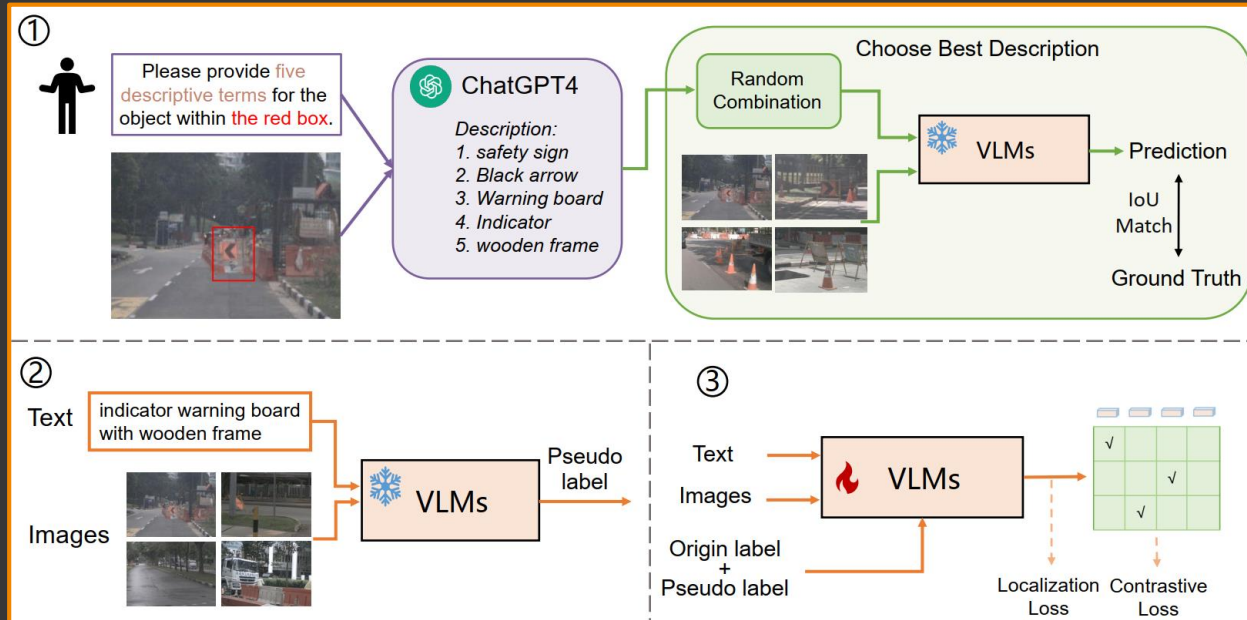 ①
Please provide five
descriptive terms for the
object within the red box.
ChatGPT4
Description:
1. safety sign
2. Black arrow
3. Warning board
4. Indicator
5. wooden frame
Choose Best Description
Random
Combination
VLMs
Prediction
IoU
Match
Ground Truth
②
Text
indicator warning board
with wooden frame
Images
VLMs
Pseudo
label
③
Text
Images
VLMs
Origin label
+
Pseudo label
√
√
√
Localization
Loss
Contrastive
Loss